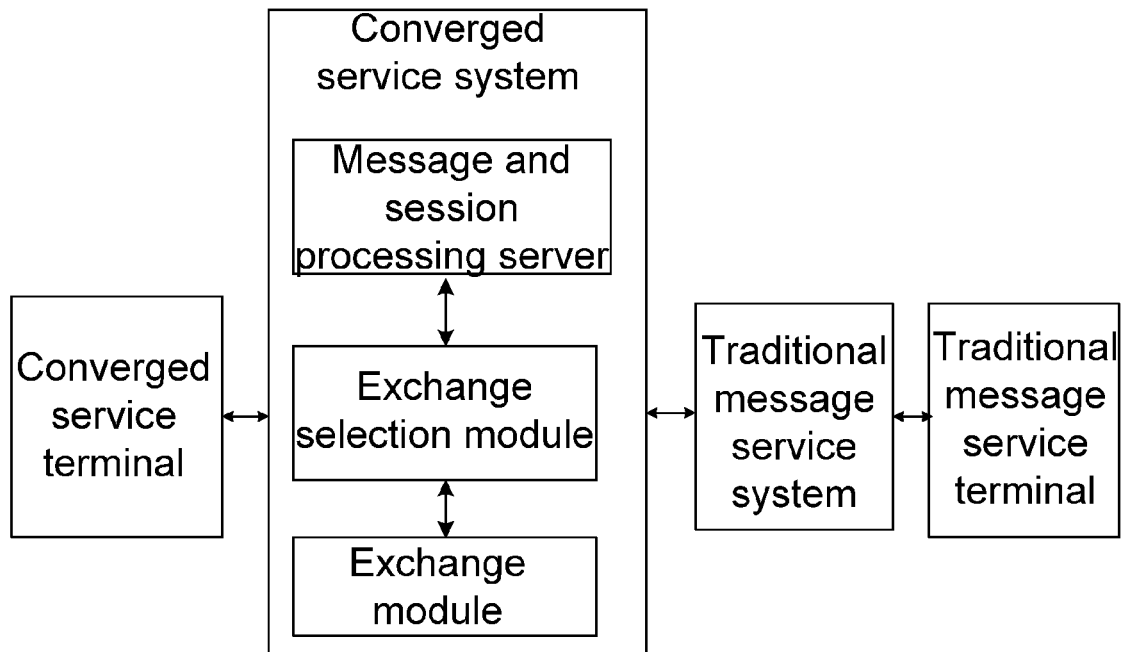 Converged
service system
Message and
session
processing server
Converged
service
terminal
Exchange
selection module
Exchange
module
Traditional
message
service
system
Traditional
message
service
terminal